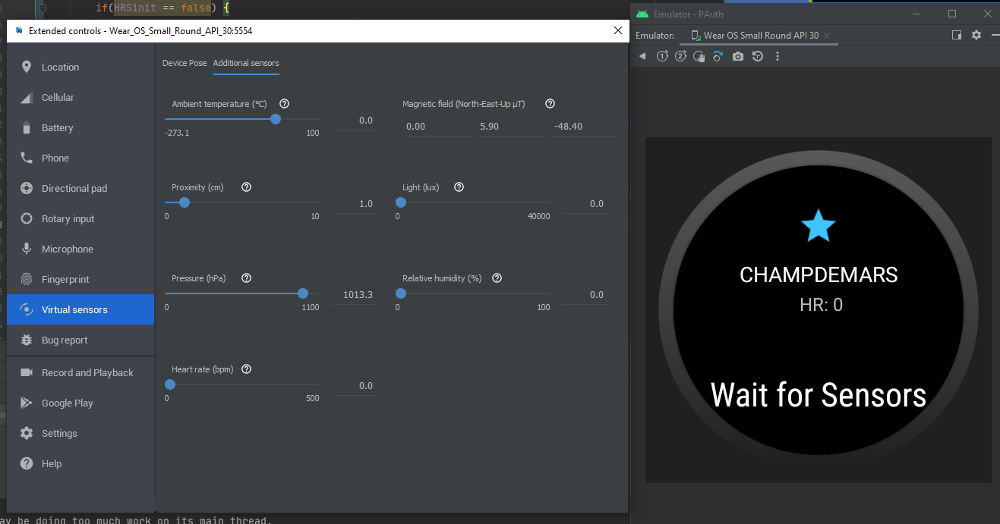 if(HRSinit == false) {
Extended controls - Wear_OS_Small_Round_API_30:5554
Location
Cellular
Battery
Phone
Directional pad
Rotary input
Microphone
Fingerprint
Virtual sensors
Bug report
Record and Playback
Google Play
Settings
Help
Device Pose Additional sensors
Ambient temperature (°C)
0.0
-273.1 100
Magnetic field (North-East-Up μT)
0.00 5.90 -48.40
Proximity (cm)
1.0
0 10
Light (lux)
0.0
0 40000
Pressure (hPa)
1013.3
0 1100
Relative humidity (%)
0.0
0 100
Heart rate (bpm)
0.0
0 500
ay be doing too much work on its main thread.
Emulator - PAuth
Emulator: Wear OS Small Round API 30
1 2
CHAMPDEMARS
HR: 0
Wait for Sensors